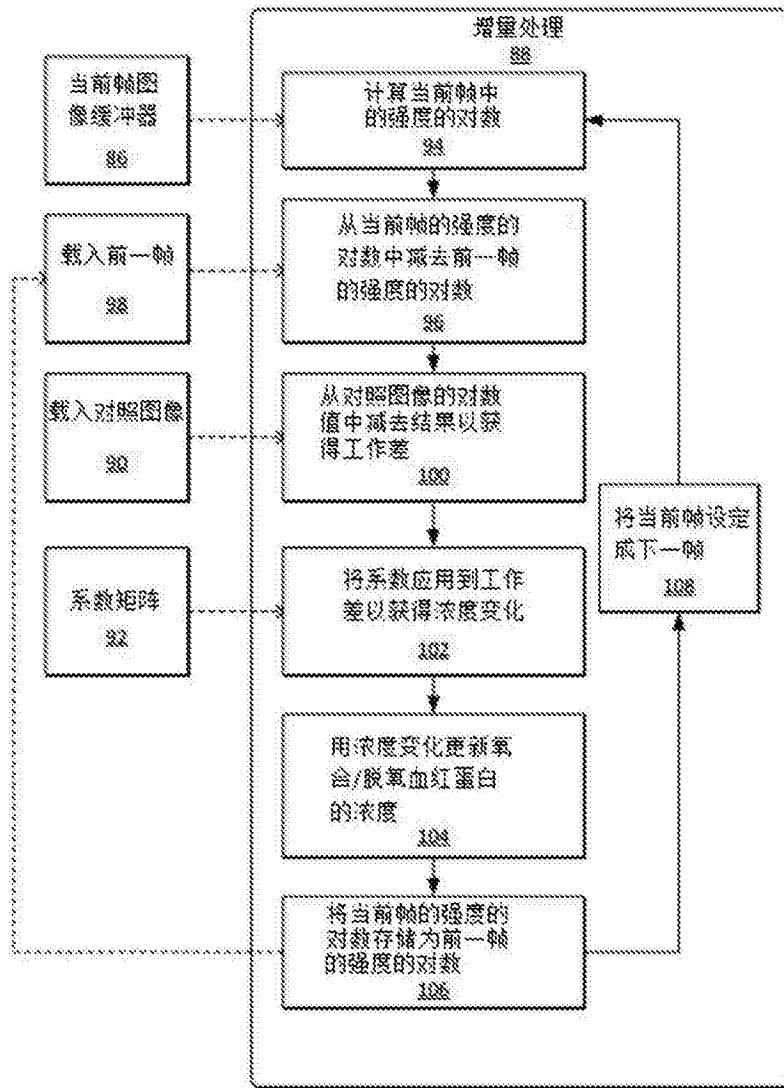 增量处理
88
当前帧图
像缓冲器
86
计算当前帧中
的强度的对数
94
载入前一帧
98
从当前帧的强度的
对数中减去前一帧
的强度的对数
96
载入对照图像
90
从对照图像的对数
值中减去结果以获
得工作差
100
将当前帧设定
成下一帧
108
系数矩阵
92
将系数应用到工作
差以获得浓度变化
102
用浓度变化更新氧
合/脱氧血红蛋白
的浓度
104
将当前帧的强度的
对数存储为前一帧
的强度的对数
106